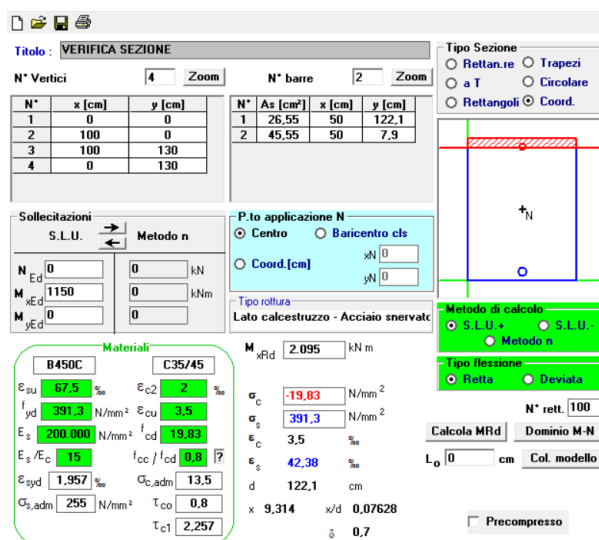 Titolo : VERIFICA SEZIONE
N° Vertici 4 Zoom N° barre 2 Zoom
N° x [cm] y [cm]
1 0 0
2 100 0
3 100 130
4 0 130
N° As [cm²] x [cm] y [cm]
1 26,55 50 122,1
2 45,55 50 7,9
Tipo Sezione
Rettan.re Trapezi
a T Circolare
Rettangoli Coord.
N
Sollecitazioni
S.L.U. Metodo n
N Ed 0 0 kN
M xEd 1150 0 kNm
M yEd 0 0
P.to applicazione N
Centro Baricentro cls
Coord.[cm] xN 0
yN 0
Tipo rottura
Lato calcestruzzo - Acciaio snervato
Metodo di calcolo
S.L.U.+ S.L.U.-
Metodo n
Tipo flessione
Retta Deviata
N° rett. 100
Calcola MRd Dominio M-N
L₀ 0 cm Col. modello
Precompresso
Materiali
B450C C35/45
εsu 67,5 ‰ εc2 2 ‰
fyd 391,3 N/mm² εcu 3,5
Es 200.000 N/mm² fcd 19,83
Es/Ec 15 fcc / fcd 0,8 ?
εsyd 1,957 ‰ σc,adm 13,5
σs,adm 255 N/mm² τco 0,8
τc1 2,257
M xRd 2.095 kN m
σc -19,83 N/mm²
σs 391,3 N/mm²
εc 3,5 ‰
εs 42,38 ‰
d 122,1 cm
x 9,314 x/d 0,07628
δ 0,7